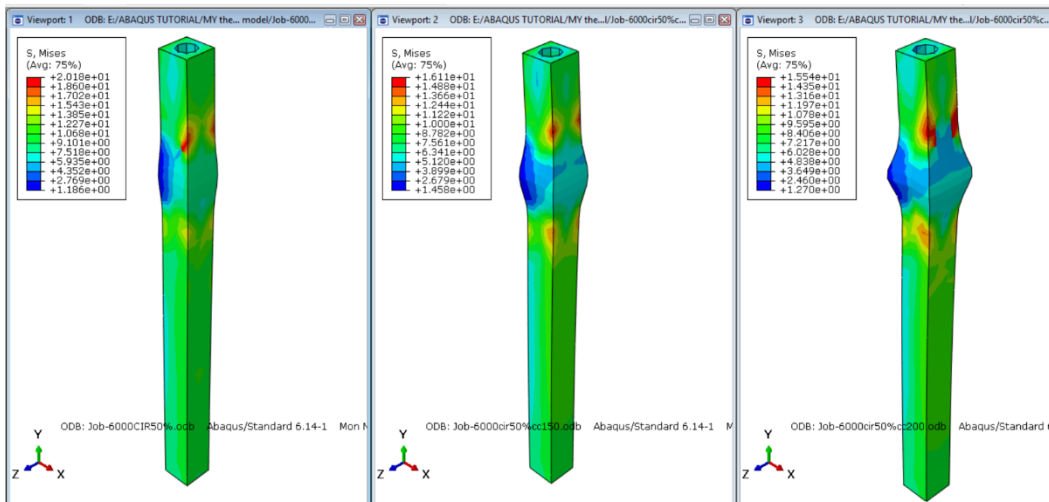 Viewport: 1 ODB: E:/ABAQUS TUTORIAL/MY the... model/Job-6000...
S, Mises
(Avg: 75%)
+2.018e+01
+1.860e+01
+1.702e+01
+1.543e+01
+1.385e+01
+1.227e+01
+1.068e+01
+9.101e+00
+7.518e+00
+5.935e+00
+4.352e+00
+2.769e+00
+1.186e+00
ODB: Job-6000CIR50%.odb Abaqus/Standard 6.14-1 Mon N
Y
Z X
Viewport: 2 ODB: E:/ABAQUS TUTORIAL/MY the...l/Job-6000cir50%c...
S, Mises
(Avg: 75%)
+1.611e+01
+1.488e+01
+1.366e+01
+1.244e+01
+1.122e+01
+1.000e+01
+8.782e+00
+7.561e+00
+6.341e+00
+5.120e+00
+3.899e+00
+2.679e+00
+1.458e+00
ODB: Job-6000cir50%cc150.odb Abaqus/Standard 6.14-1 M
Y
Z X
Viewport: 3 ODB: E:/ABAQUS TUTORIAL/MY the...l/Job-6000cir50%c...
S, Mises
(Avg: 75%)
+1.554e+01
+1.435e+01
+1.316e+01
+1.197e+01
+1.078e+01
+9.595e+00
+8.406e+00
+7.217e+00
+6.028e+00
+4.838e+00
+3.649e+00
+2.460e+00
+1.270e+00
ODB: Job-6000cir50%cc200.odb Abaqus/Standard 6
Y
Z X